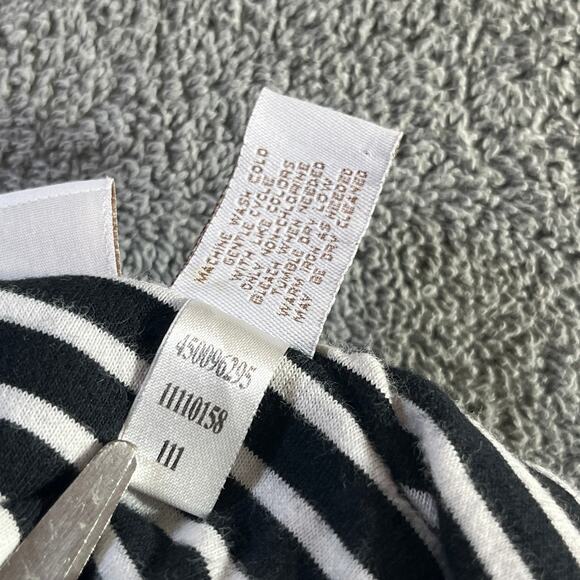 MACHINE WASH COLD
GENTLE CYCLE
WITH LIKE COLORS
ONLY NON-CHLORINE
BLEACH WHEN NEEDED
TUMBLE DRY LOW
WARM IRON AS NEEDED
MAY BE DRY CLEANED
450096295
11110158
111